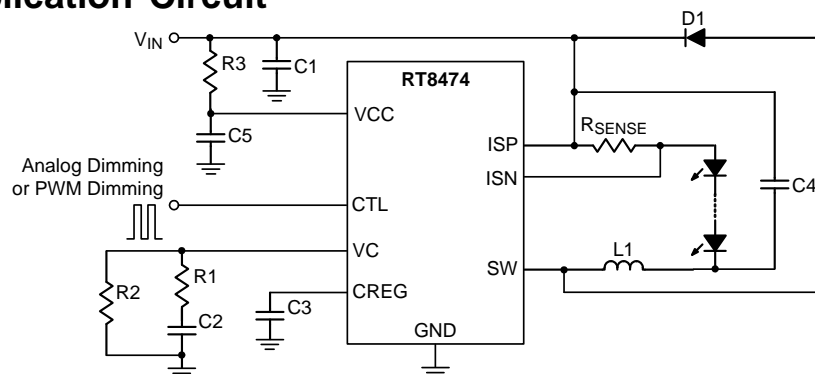 lication Circuit
D1
VIN
R3
C1
RT8474
VCC
C5
RSENSE
ISP
Analog Dimming
or PWM Dimming
ISN
C4
CTL
VC
L1
SW
R1
R2
CREG
C3
C2
GND